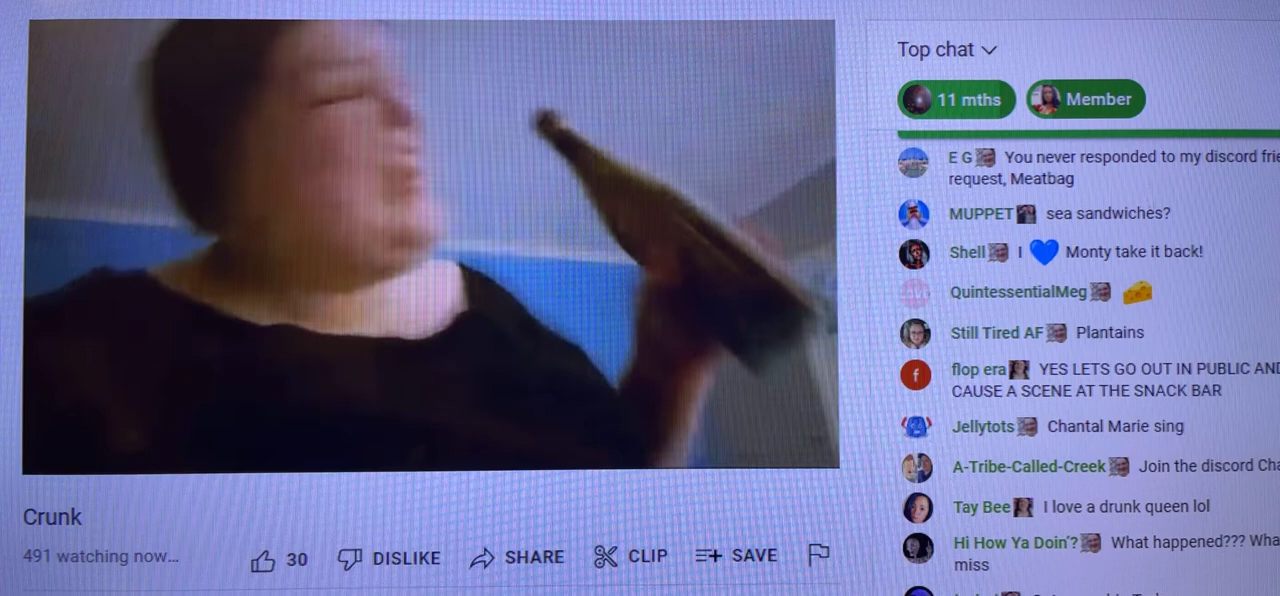 Top chat
11 mths
Member
E G You never responded to my discord frie
request, Meatbag
MUPPET sea sandwiches?
Shell I 💙 Monty take it back!
QuintessentialMeg 🧀
Still Tired AF Plantains
f
flop era YES LETS GO OUT IN PUBLIC AND
CAUSE A SCENE AT THE SNACK BAR
Jellytots Chantal Marie sing
A-Tribe-Called-Creek Join the discord Cha
Tay Bee I love a drunk queen lol
Hi How Ya Doin'? What happened??? Wha
miss
Crunk
491 watching now...
30
DISLIKE
SHARE
CLIP
SAVE